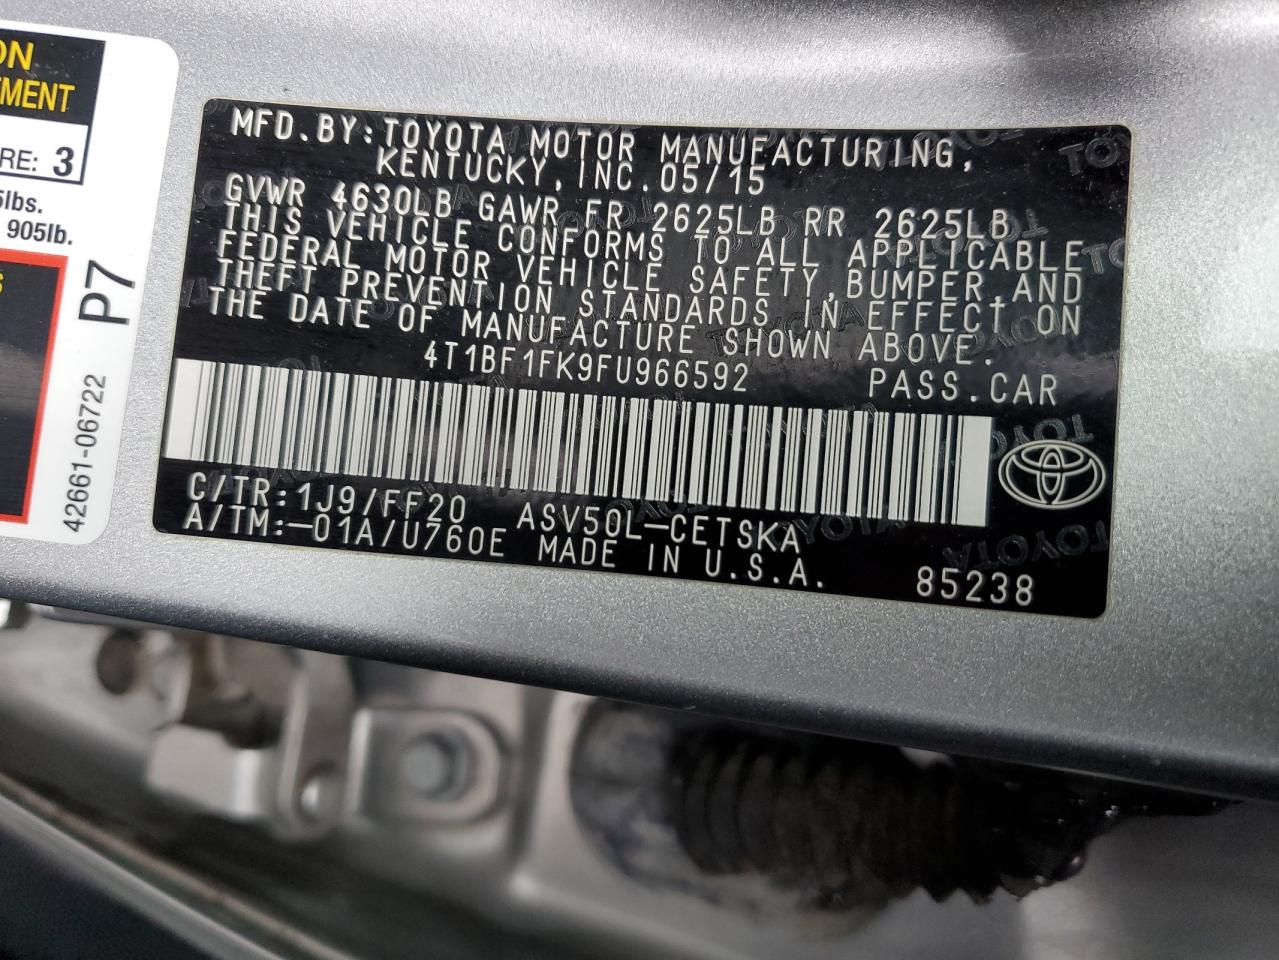 ON
TMENT
RE: 3
5lbs.
905lb.
S
P7
42661-06722
MFD.BY:TOYOTA MOTOR MANUFACTURING,
KENTUCKY,INC.05/15
GVWR 4630LB GAWR FR 2625LB RR 2625LB
THIS VEHICLE CONFORMS TO ALL APPLICABLE
FEDERAL MOTOR VEHICLE SAFETY,BUMPER,AND
THEFT PREVENTION STANDARDS IN EFFECT ON
THE DATE OF MANUFACTURE SHOWN ABOVE.
4T1BF1FK9FU966592 PASS.CAR
C/TR:1J9/FF20 ASV50L-CETSKA
A/TM:-01A/U760E MADE IN U.S.A.
85238
TOYOTA